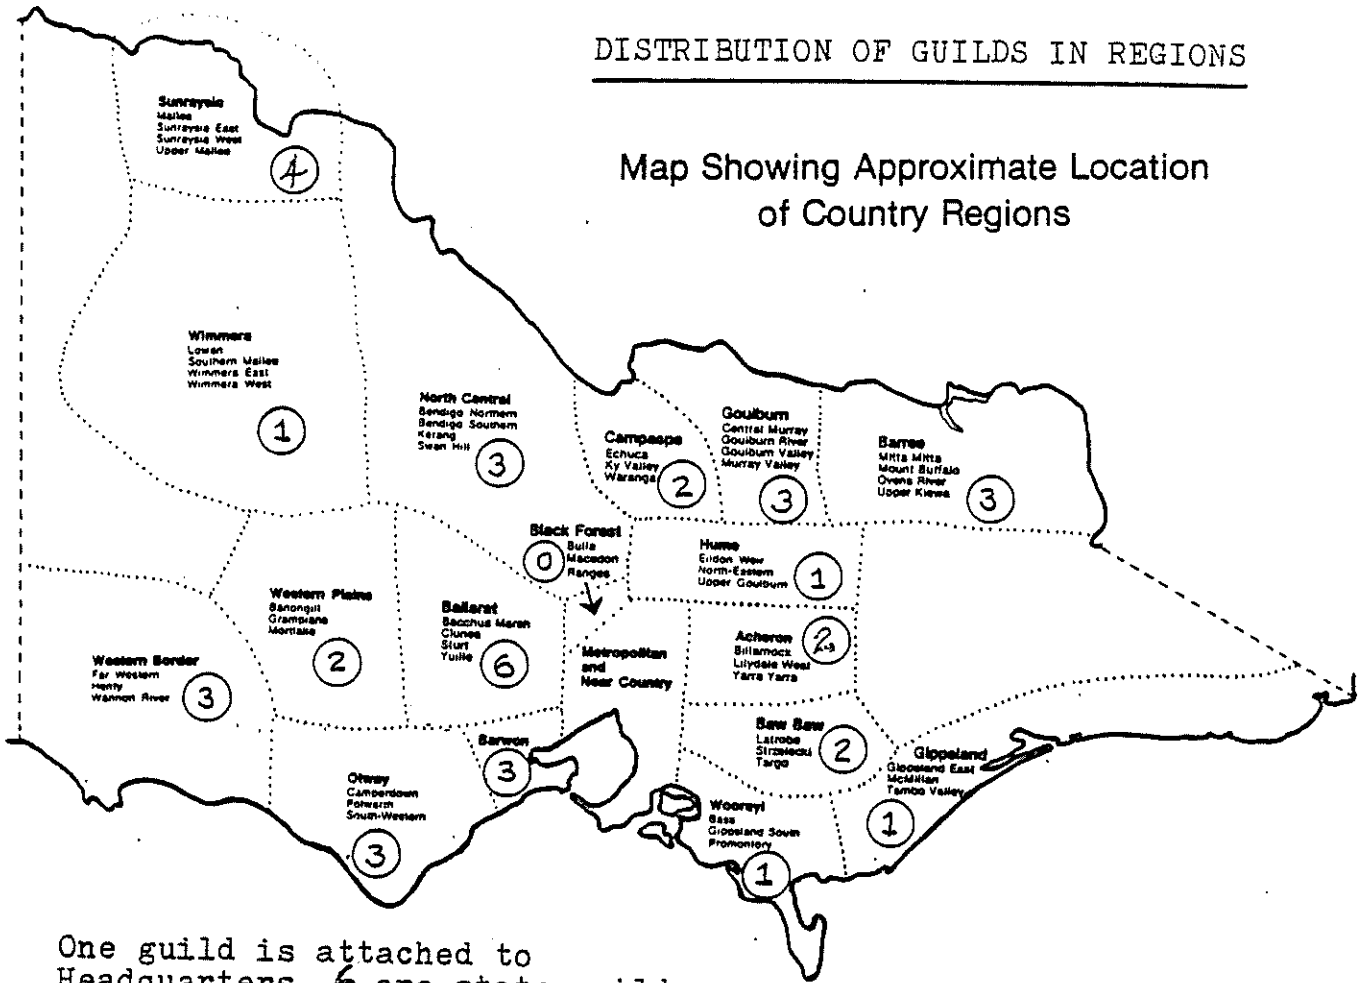 DISTRIBUTION OF GUILDS IN REGIONS
Map Showing Approximate Location
of Country Regions
Sunraysia
Mallee
Sunraysia East
Sunraysia West
Upper Mallee
4
Wimmera
Lowan
Southern Mallee
Wimmera East
Wimmera West
1
North Central
Bendigo Northern
Bendigo Southern
Kerang
Swan Hill
3
Campaspe
Echuca
Ky Valley
Waranga
2
Goulburn
Central Murray
Goulburn River
Goulburn Valley
Murray Valley
3
Barree
Mitta Mitta
Mount Buffalo
Ovens River
Upper Kiewa
3
Black Forest
Bulla
Macedon
Ranges
0
Hume
Eildon Weir
North-Eastern
Upper Goulburn
1
Western Plains
Banongill
Grampians
Mortlake
2
Ballarat
Bacchus Marsh
Clunes
Sturt
Yuille
6
Metropolitan
and
Near Country
Acheron
Billamock
Lilydale West
Yarra Yarra
2
Western Border
Far Western
Henty
Wannon River
3
Barwon
3
Baw Baw
Latrobe
Strzelecki
Targo
2
Gippsland
Gippsland East
McMillan
Tambo Valley
1
Otway
Camperdown
Polwarth
South-Western
3
Woorayl
Bass
Gippsland South
Promontory
1
One guild is attached to
Headquarters